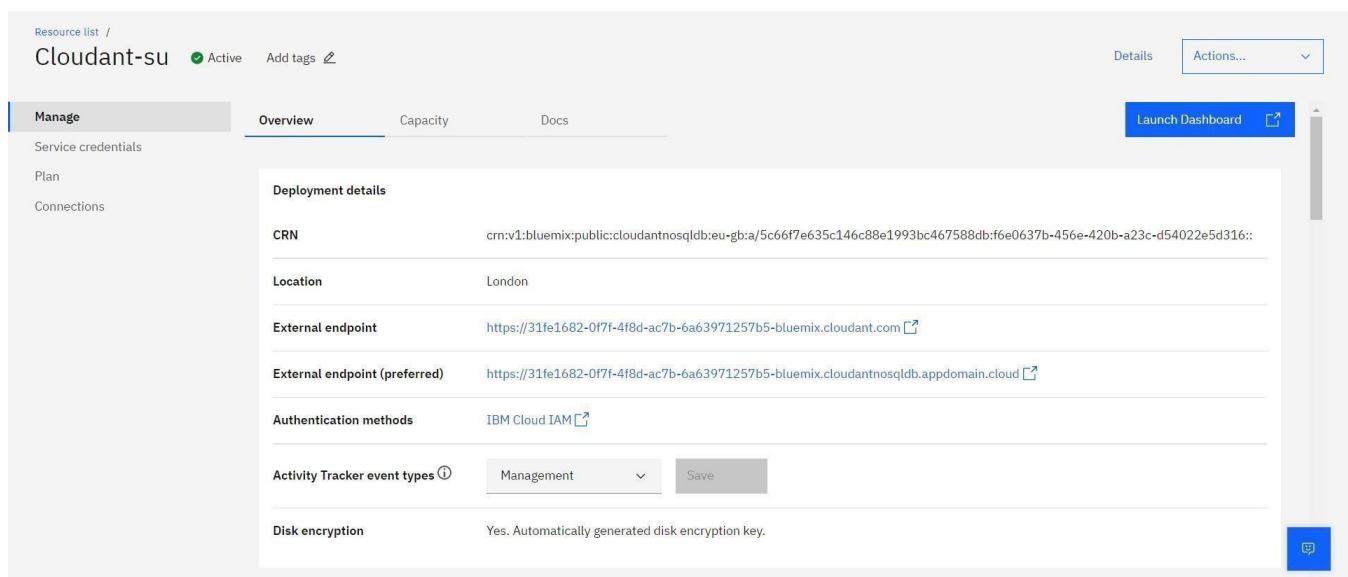 Resource list /
Cloudant-su Active Add tags Details Actions...
Manage Overview Capacity Docs Launch Dashboard
Service credentials
Plan
Connections
Deployment details
CRN crn:v1:bluemix:public:cloudantnosqldb:eu-gb:a/5c66f7e635c146c88e1993bc467588db:f6e0637b-456e-420b-a23c-d54022e5d316::
Location London
External endpoint https://31fe1682-0f7f-4f8d-ac7b-6a63971257b5-bluemix.cloudant.com
External endpoint (preferred) https://31fe1682-0f7f-4f8d-ac7b-6a63971257b5-bluemix.cloudantnosqldb.appdomain.cloud
Authentication methods IBM Cloud IAM
Activity Tracker event types Management Save
Disk encryption Yes. Automatically generated disk encryption key.